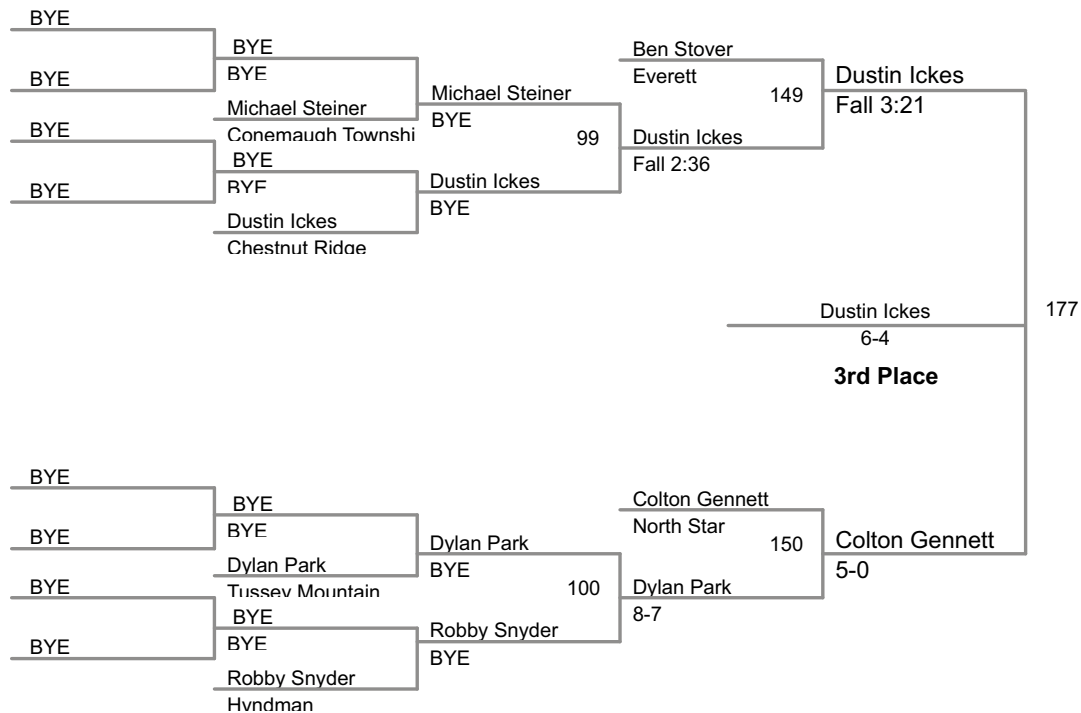 BYE
BYE
BYE
BYE
BYE
BYE
Michael Steiner
Conemaugh Townshi
BYE
BYE
Dustin Ickes
Chestnut Ridge
Michael Steiner
BYE
99
Dustin Ickes
BYE
Ben Stover
Everett
149
Dustin Ickes
Fall 2:36
Dustin Ickes
Fall 3:21
Dustin Ickes
6-4
3rd Place
177
BYE
BYE
BYE
BYE
BYE
BYE
Dylan Park
Tussey Mountain
BYE
BYE
Robby Snyder
Hyndman
Dylan Park
BYE
100
Robby Snyder
BYE
Colton Gennett
North Star
150
Dylan Park
8-7
Colton Gennett
5-0